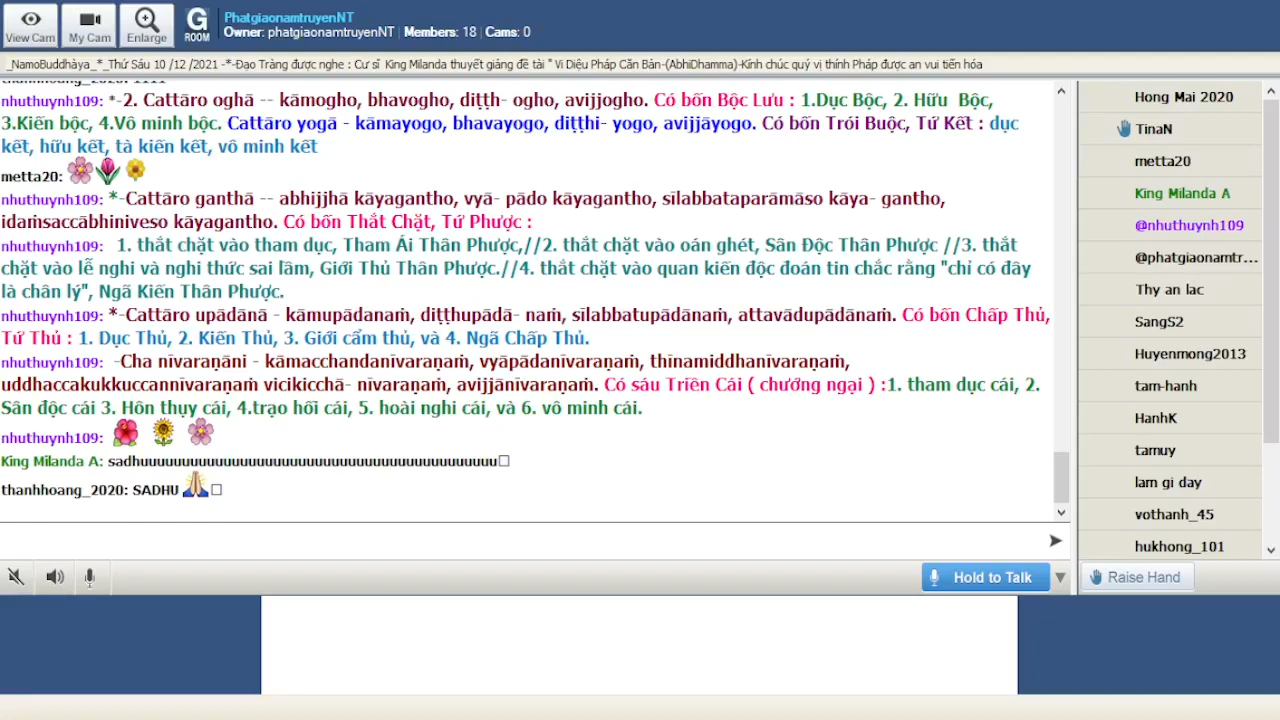 View Cam
My Cam
Enlarge
G
ROOM
PhatgiaonamtruyenNT
Owner: phatgiaonamtruyenNT | Members: 18 | Cams: 0
_NamoBuddhàya_*_Thứ Sáu 10 /12 /2021 -*-Đạo Tràng được nghe : Cư sĩ King Milanda thuyết giảng đề tài " Vi Diệu Pháp Căn Bản-(AbhiDhamma)-Kính chúc quý vị thính Pháp được an vui tiến hóa
nhuthuynh109: *-2. Cattāro oghā -- kāmogho, bhavogho, diṭṭh- ogho, avijjogho. Có bốn Bộc Lưu : 1.Dục Bộc, 2. Hữu Bộc,
3.Kiến bộc, 4.Vô minh bộc. Cattāro yogā - kāmayogo, bhavayogo, diṭṭhi- yogo, avijjāyogo. Có bốn Trói Buộc, Tứ Kết : dục
kết, hữu kết, tà kiến kết, vô minh kết
metta20:
nhuthuynh109: *-Cattāro ganthā -- abhijjhā kāyagantho, vyā- pādo kāyagantho, sīlabbataparāmāso kāya- gantho,
idaṁsaccābhiniveso kāyagantho. Có bốn Thắt Chặt, Tứ Phược :
nhuthuynh109: 1. thắt chặt vào tham dục, Tham Ái Thân Phược,//2. thắt chặt vào oán ghét, Sân Độc Thân Phược //3. thắt
chặt vào lễ nghi và nghi thức sai lầm, Giới Thủ Thân Phược.//4. thắt chặt vào quan kiến độc đoán tin chắc rằng "chỉ có đây
là chân lý", Ngã Kiến Thân Phược.
nhuthuynh109: *-Cattāro upādānā - kāmupādanaṁ, diṭṭhupādā- naṁ, sīlabbatupādānaṁ, attavādupādānaṁ. Có bốn Chấp Thủ,
Tứ Thủ : 1. Dục Thủ, 2. Kiến Thủ, 3. Giới cấm thủ, và 4. Ngã Chấp Thủ.
nhuthuynh109: -Cha nīvaraṇāni - kāmacchandanīvaraṇaṁ, vyāpādanīvaraṇaṁ, thīnamiddhanīvaraṇaṁ,
uddhaccakukkuccannīvaraṇaṁ vicikicchā- nīvaraṇaṁ, avijjānīvaraṇaṁ. Có sáu Triền Cái ( chướng ngại ) :1. tham dục cái, 2.
Sân độc cái 3. Hôn thụy cái, 4.trạo hối cái, 5. hoài nghi cái, và 6. vô minh cái.
nhuthuynh109:
King Milanda A: sadhuuuuuuuuuuuuuuuuuuuuuuuuuuuuuuuuuuuuuuuuuuu
thanhhoang_2020: SADHU
Hold to Talk
Hong Mai 2020
TinaN
metta20
King Milanda A
@nhuthuynh109
@phatgiaonamtr...
Thy an lac
SangS2
Huyenmong2013
tam-hanh
HanhK
tamuy
lam gi day
vothanh_45
hukhong_101
Raise Hand